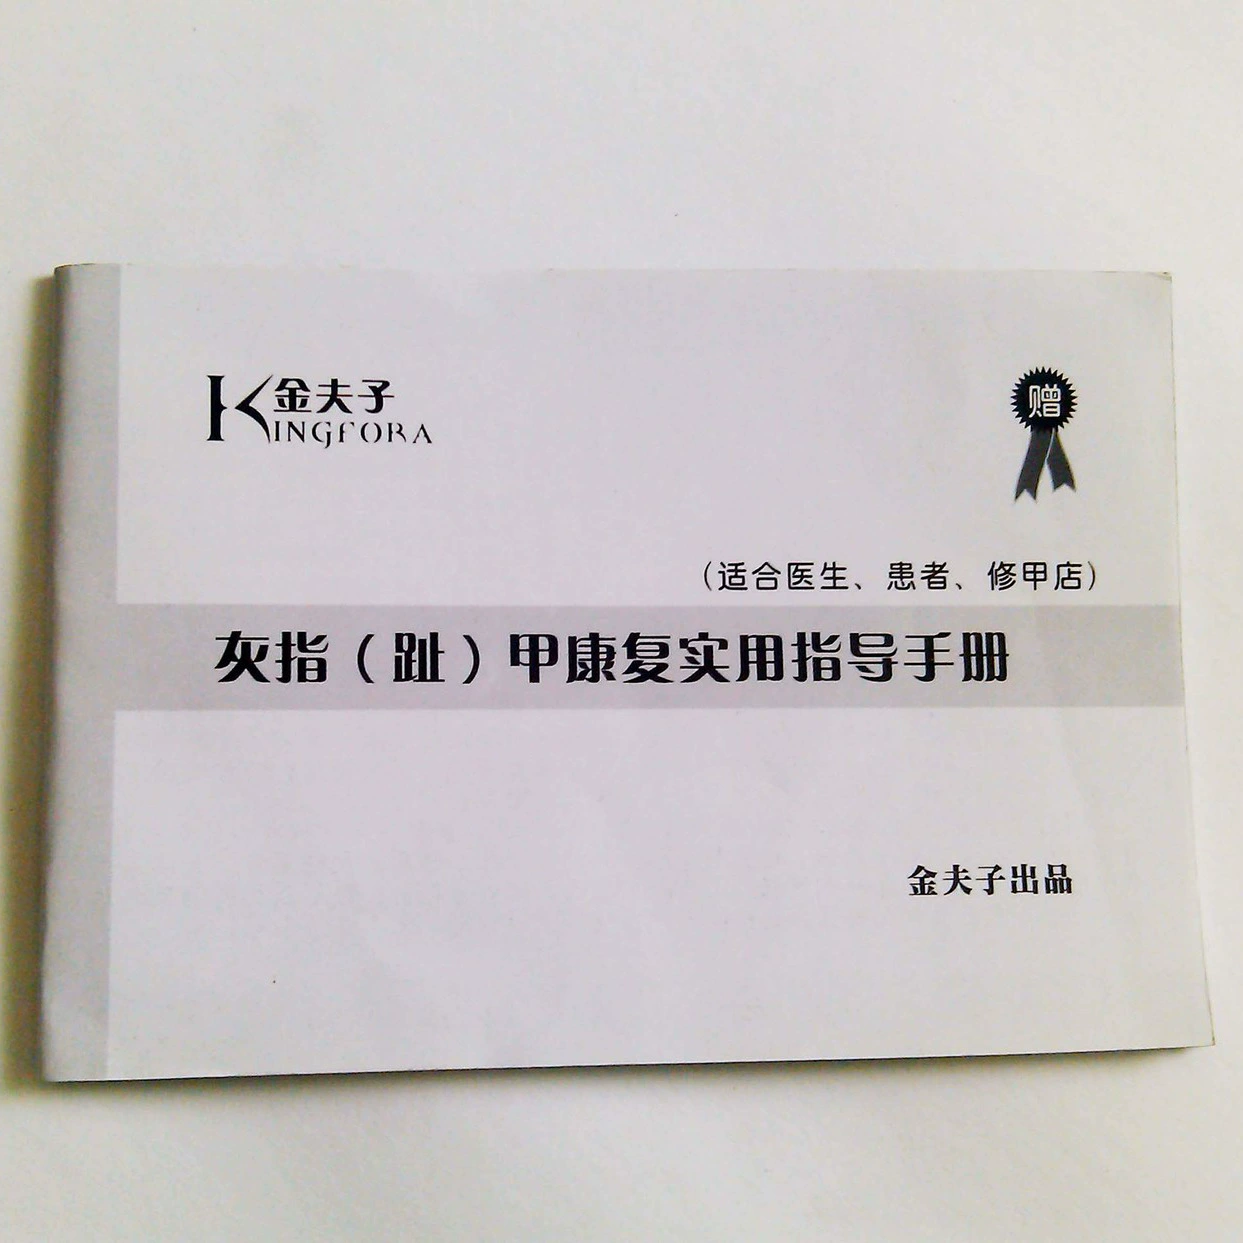 金夫子
KINGFORA
赠
(适合医生、患者、修甲店)
灰指(趾)甲康复实用指导手册
金夫子出品